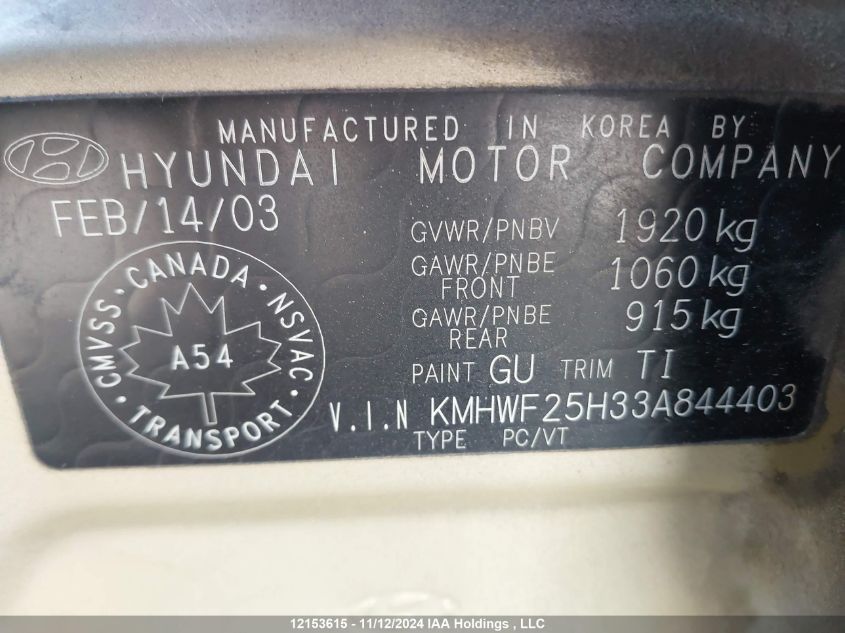 MANUFACTURED IN KOREA BY
HYUNDAI MOTOR COMPANY
FEB/14/03
GVWR/PNBV 1920 kg
GAWR/PNBE FRONT 1060 kg
GAWR/PNBE REAR 915 kg
PAINT GU TRIM TI
V.I.N KMHWF25H33A844403
TYPE PC/VT
CMVSS · CANADA · NSVAC · TRANSPORT ·
A54
12153615 - 11/12/2024 IAA Holdings , LLC